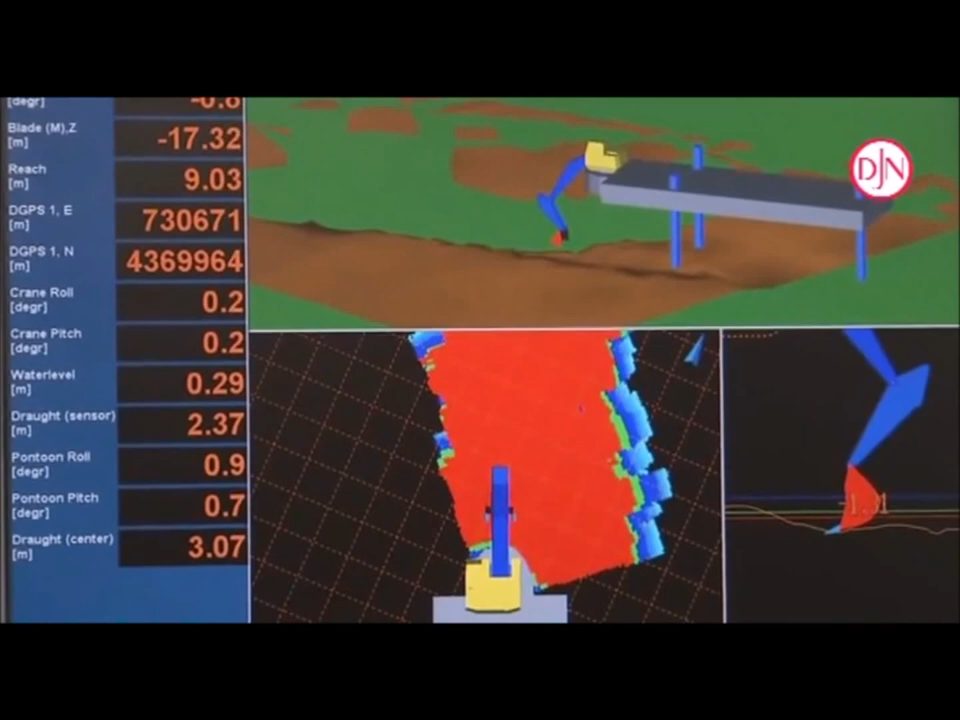 [degr]
-0.8
Blade (M),Z
[m]
-17.32
Reach
[m]
9.03
DGPS 1, E
[m]
730671
DGPS 1, N
[m]
4369964
Crane Roll
[degr]
0.2
Crane Pitch
[degr]
0.2
Waterlevel
[m]
0.29
Draught (sensor)
[m]
2.37
Pontoon Roll
[degr]
0.9
Pontoon Pitch
[degr]
0.7
Draught (center)
[m]
3.07
DJN
-1.31